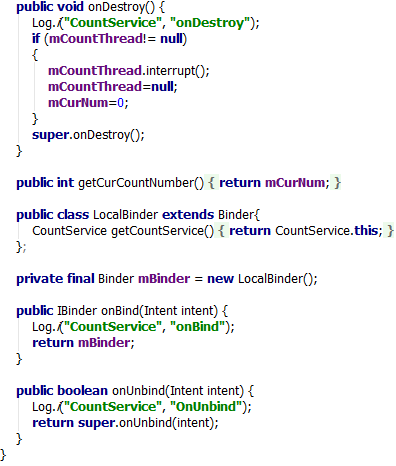 public void onDestroy() {
Log.i("CountService", "onDestroy");
if (mCountThread!= null)
{
mCountThread.interrupt();
mCountThread=null;
mCurNum=0;
}
super.onDestroy();
}
public int getCurCountNumber() { return mCurNum; }
public class LocalBinder extends Binder{
CountService getCountService() { return CountService.this; }
};
private final Binder mBinder = new LocalBinder();
public IBinder onBind(Intent intent) {
Log.i("CountService", "onBind");
return mBinder;
}
public boolean onUnbind(Intent intent) {
Log.i("CountService", "OnUnbind");
return super.onUnbind(intent);
}
}